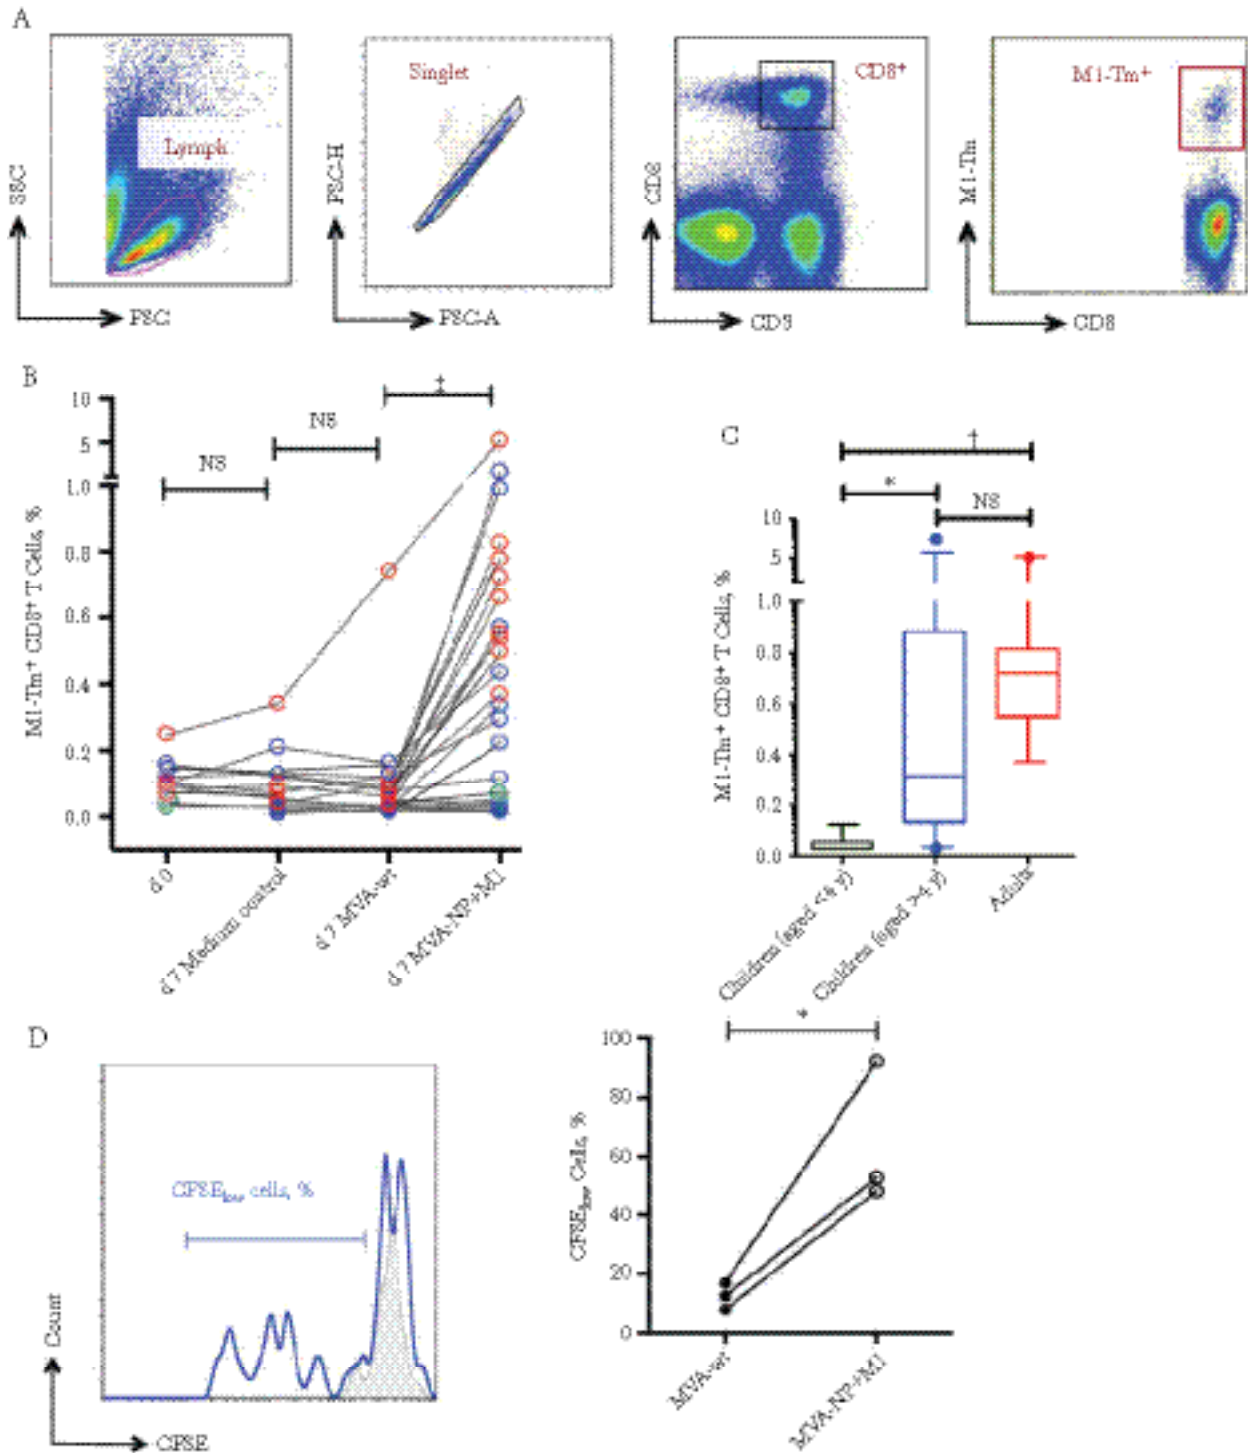 A
SSC
Lymph
FSC
Singlet
FSC-H
FSC-A
CD8⁺
CD8
CD3
M1-Tm⁺
M1-Tm
CD8
B
M1-Tm⁺ CD8⁺ T Cells, %
10
5
1.0
0.8
0.6
0.4
0.2
0.0
NS
NS
‡
d 0
d 7 Medium control
d 7 MVA-wt
d 7 MVA-NP+M1
C
M1-Tm⁺ CD8⁺ T Cells, %
10
5
1.0
0.8
0.6
0.4
0.2
0.0
†
*
NS
Children (aged <4 y)
Children (aged >4 y)
Adults
D
CFSElow cells, %
Count
CFSE
CFSElow Cells, %
100
80
60
40
20
0
*
MVA-wt
MVA-NP+M1